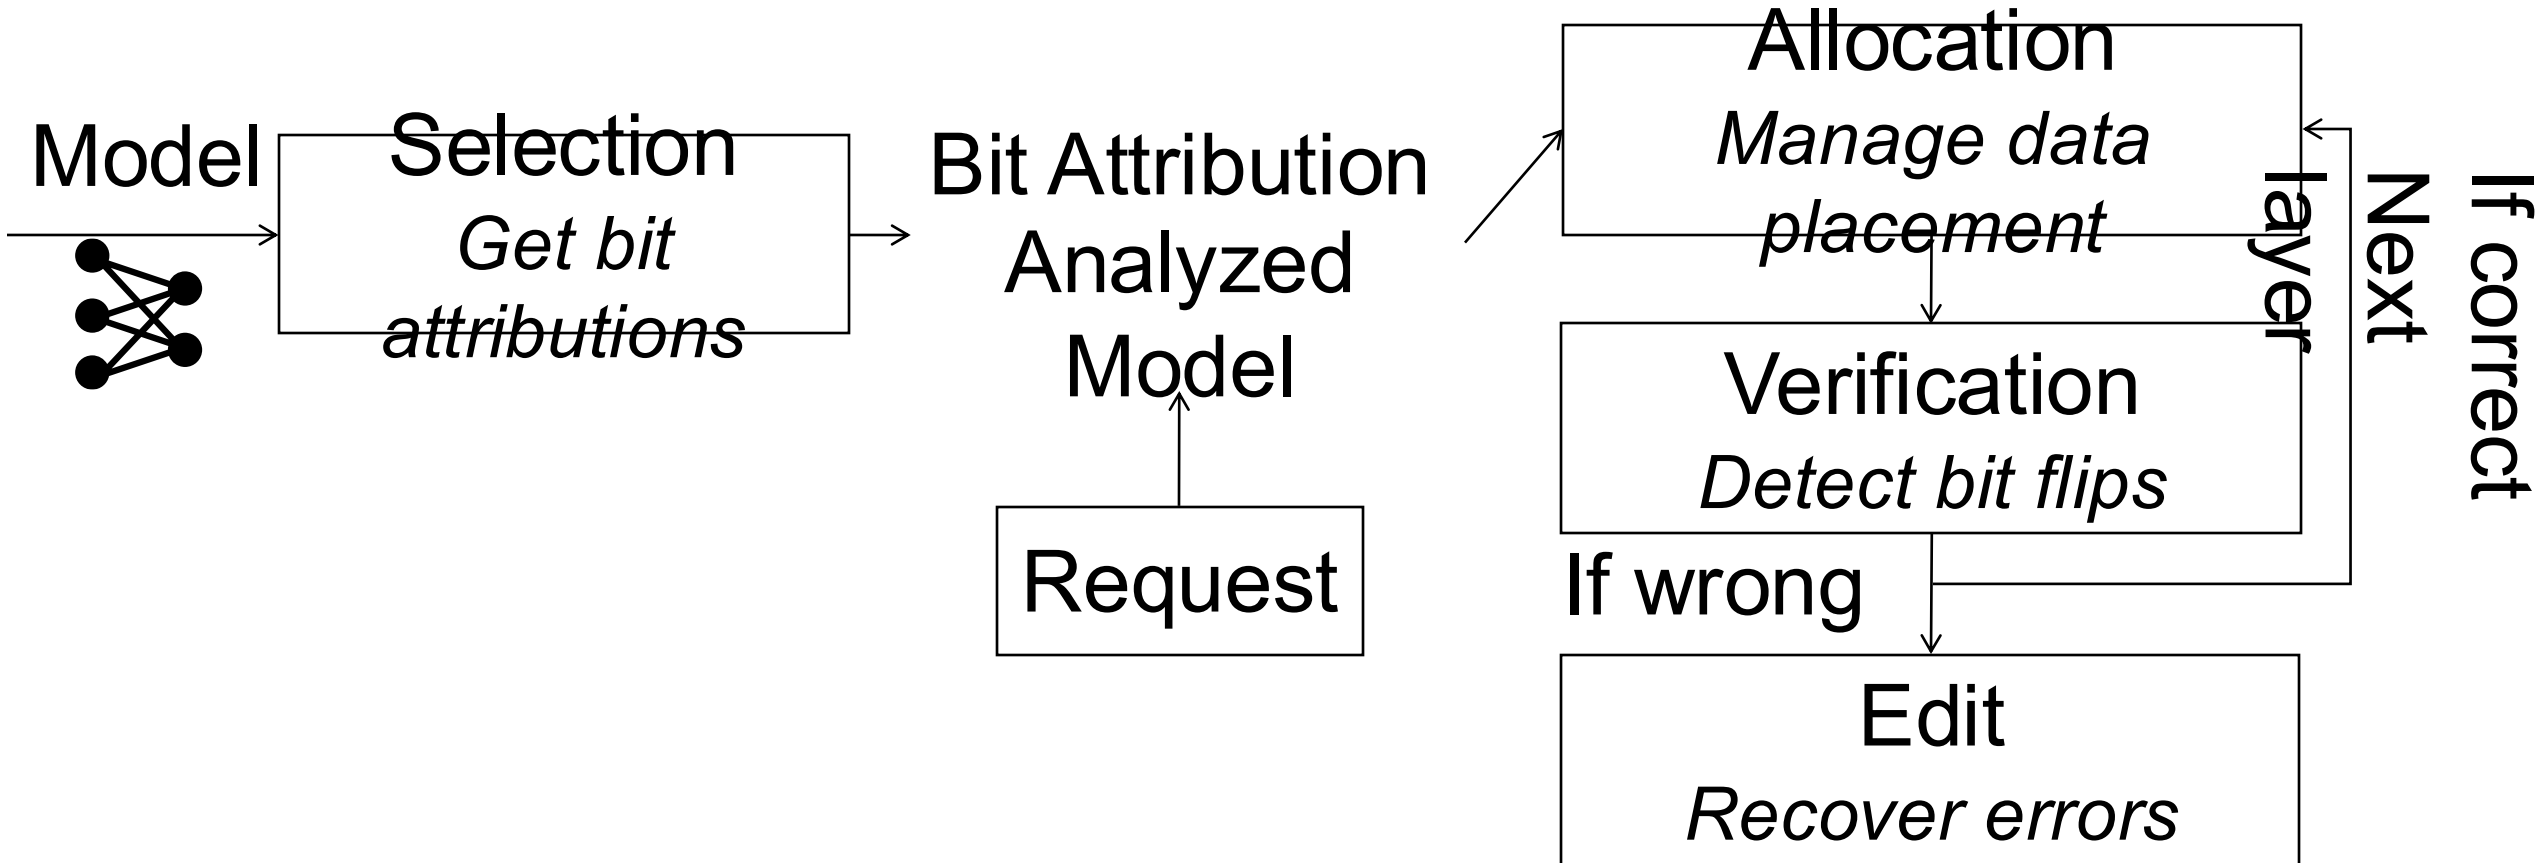 Model
Selection
Get bit
attributions
Bit Attribution
Analyzed
Model
Request
Allocation
Manage data
placement
Verification
Detect bit flips
If wrong
Edit
Recover errors
If correct
Next
layer